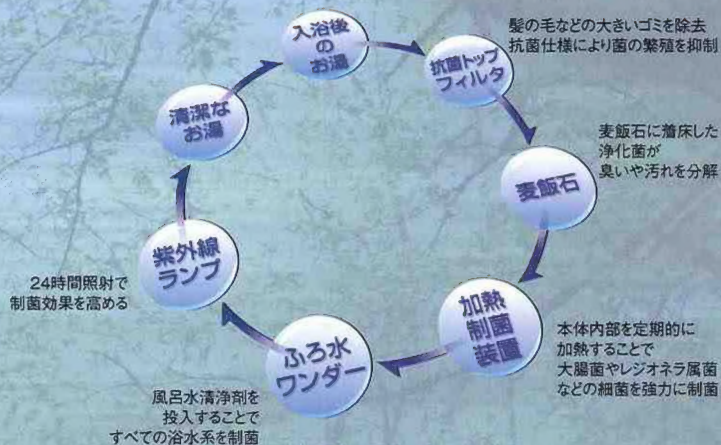 入浴後
の
お湯
髪の毛などの大きいゴミを除去
抗菌仕様により菌の繁殖を抑制
抗菌トップ
フィルタ
麦飯石に着床した
浄化菌が
臭いや汚れを分解
麦飯石
加熱
制菌
装置
本体内部を定期的に
加熱することで
大腸菌やレジオネラ属菌
などの細菌を強力に制菌
ふろ水
ワンダー
風呂水清浄剤を
投入することで
すべての浴水系を制菌
紫外線
ランプ
24時間照射で
制菌効果を高める
清潔な
お湯